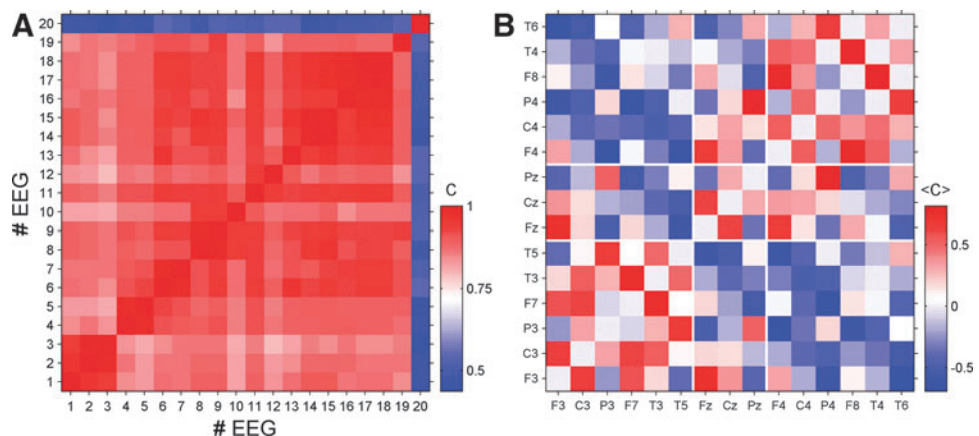 A
20
19
18
17
16
15
14
13
12
11
10
9
8
7
6
5
4
3
2
1
# EEG
1 2 3 4 5 6 7 8 9 10 11 12 13 14 15 16 17 18 19 20
# EEG
C
1
0.75
0.5
B
T6
T4
F8
P4
C4
F4
Pz
Cz
Fz
T5
T3
F7
P3
C3
F3
F3 C3 P3 F7 T3 T5 Fz Cz Pz F4 C4 P4 F8 T4 T6
<C>
0.5
0
-0.5